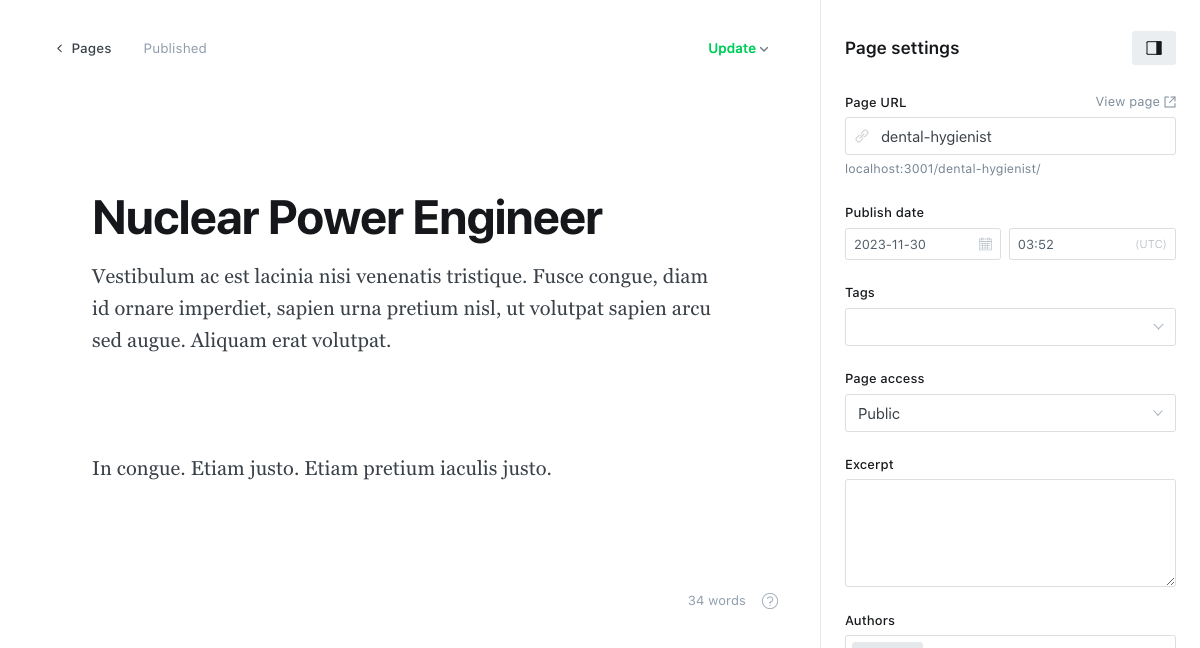 Pages
Published
Update
Nuclear Power Engineer
Vestibulum ac est lacinia nisi venenatis tristique. Fusce congue, diam
id ornare imperdiet, sapien urna pretium nisl, ut volutpat sapien arcu
sed augue. Aliquam erat volutpat.
In congue. Etiam justo. Etiam pretium iaculis justo.
34 words
?
Page settings
Page URL
View page
dental-hygienist
localhost:3001/dental-hygienist/
Publish date
2023-11-30
03:52
(UTC)
Tags
Page access
Public
Excerpt
Authors